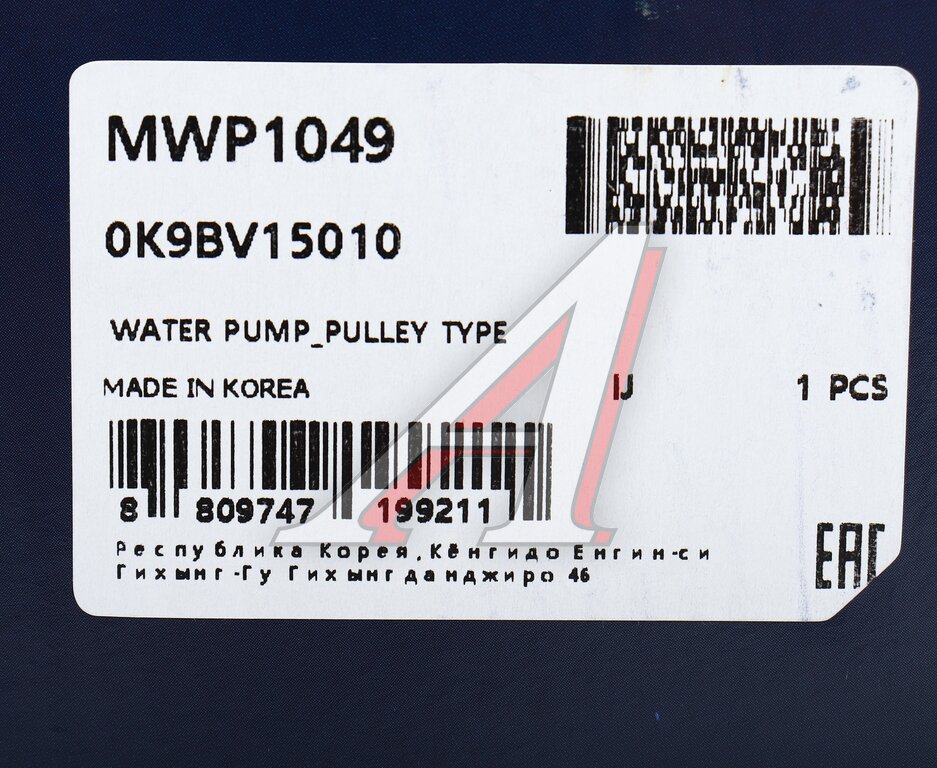 MWP1049
0K9BV15010
WATER PUMP_PULLEY TYPE
MADE IN KOREA IJ 1 PCS
8 809747 199211
Республика Корея,Кёнгидо Енгин-си
Гихынг-Гу Гихынгданджиро 46
EAC